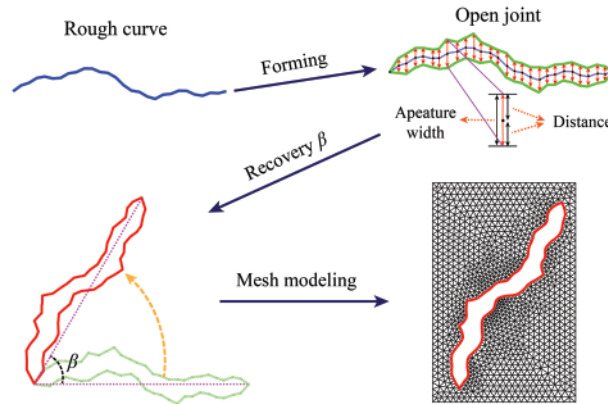 Rough curve
Open joint
Forming
Apeature
width
Distance
Recovery β
Mesh modeling
β